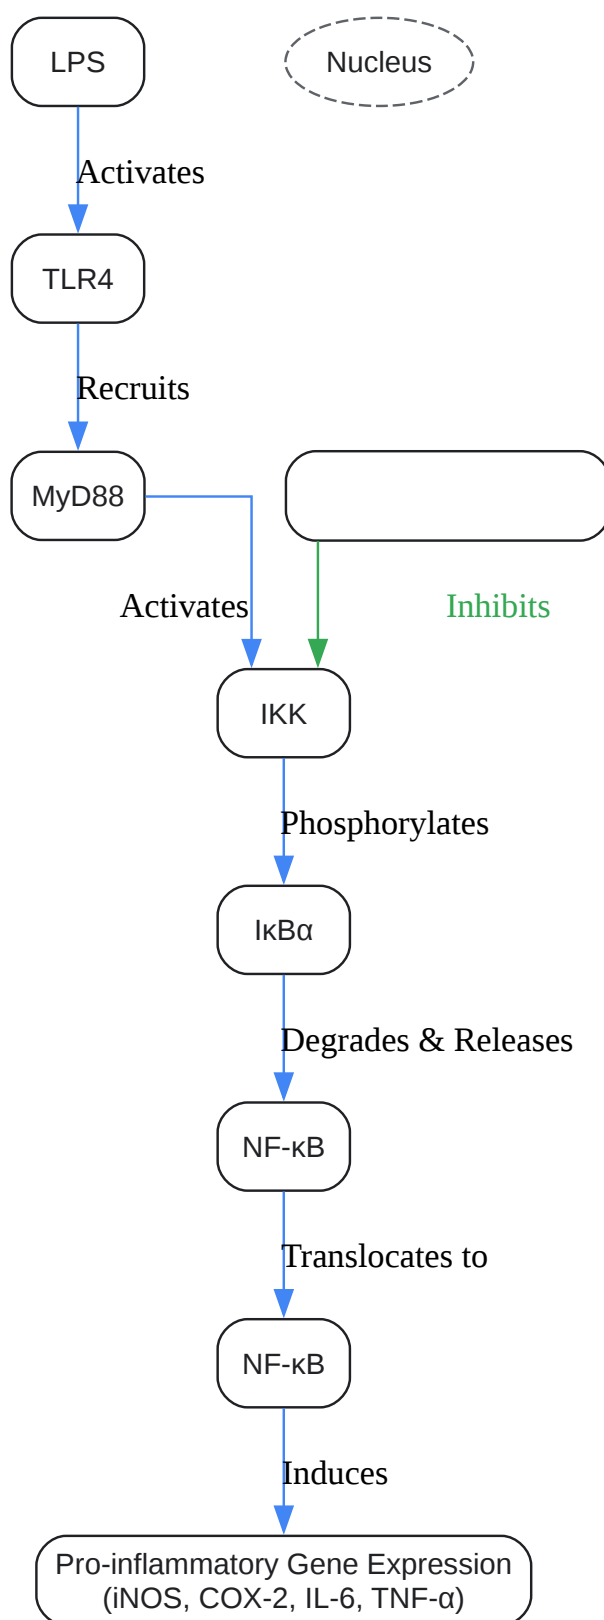 LPS
Nucleus
Activates
TLR4
Recruits
MyD88
Activates
Inhibits
IKK
Phosphorylates
IκBα
Degrades & Releases
NF-κB
Translocates to
NF-κB
Induces
Pro-inflammatory Gene Expression
(iNOS, COX-2, IL-6, TNF-α)